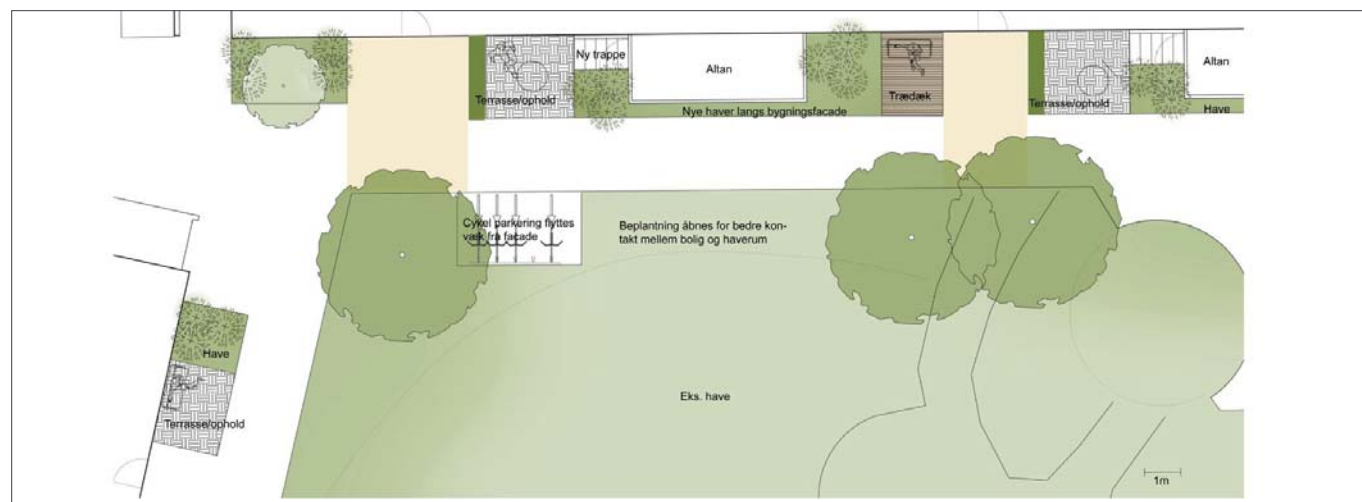 Ny trappe
Altan
Altan
Terrasse/ophold
Trædæk
Terrasse/ophold
Nye haver langs bygningsfacade
Have
Cykel parkering flyttes
væk fra facade
Beplantning åbnes for bedre kon-
takt mellem bolig og haverum
Have
Eks. have
Terrasse/ophold
1m